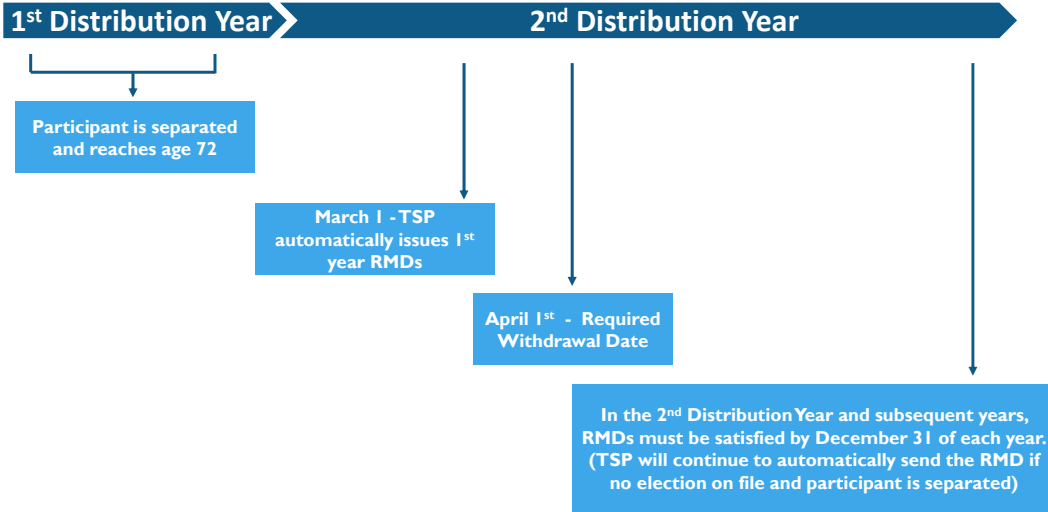 1st Distribution Year
2nd Distribution Year
Participant is separated
and reaches age 72
March 1 - TSP
automatically issues 1st
year RMDs
April 1st - Required
Withdrawal Date
In the 2nd Distribution Year and subsequent years,
RMDs must be satisfied by December 31 of each year.
(TSP will continue to automatically send the RMD if
no election on file and participant is separated)